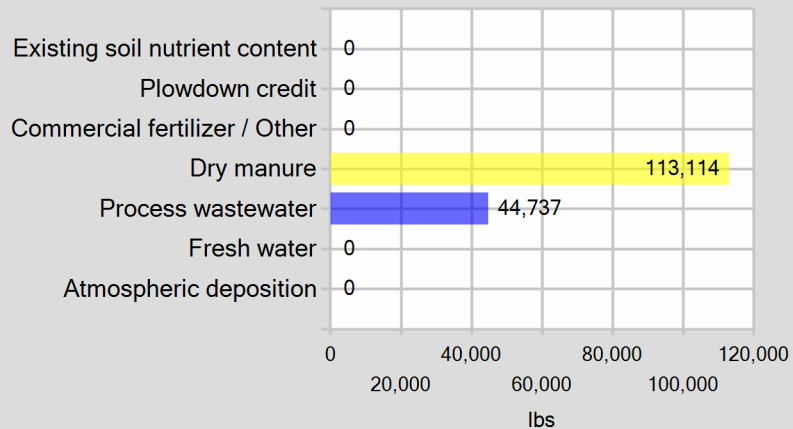 Existing soil nutrient content 0
Plowdown credit 0
Commercial fertilizer / Other 0
Dry manure 113,114
Process wastewater 44,737
Fresh water 0
Atmospheric deposition 0
0 40,000 80,000 120,000
20,000 60,000 100,000
lbs